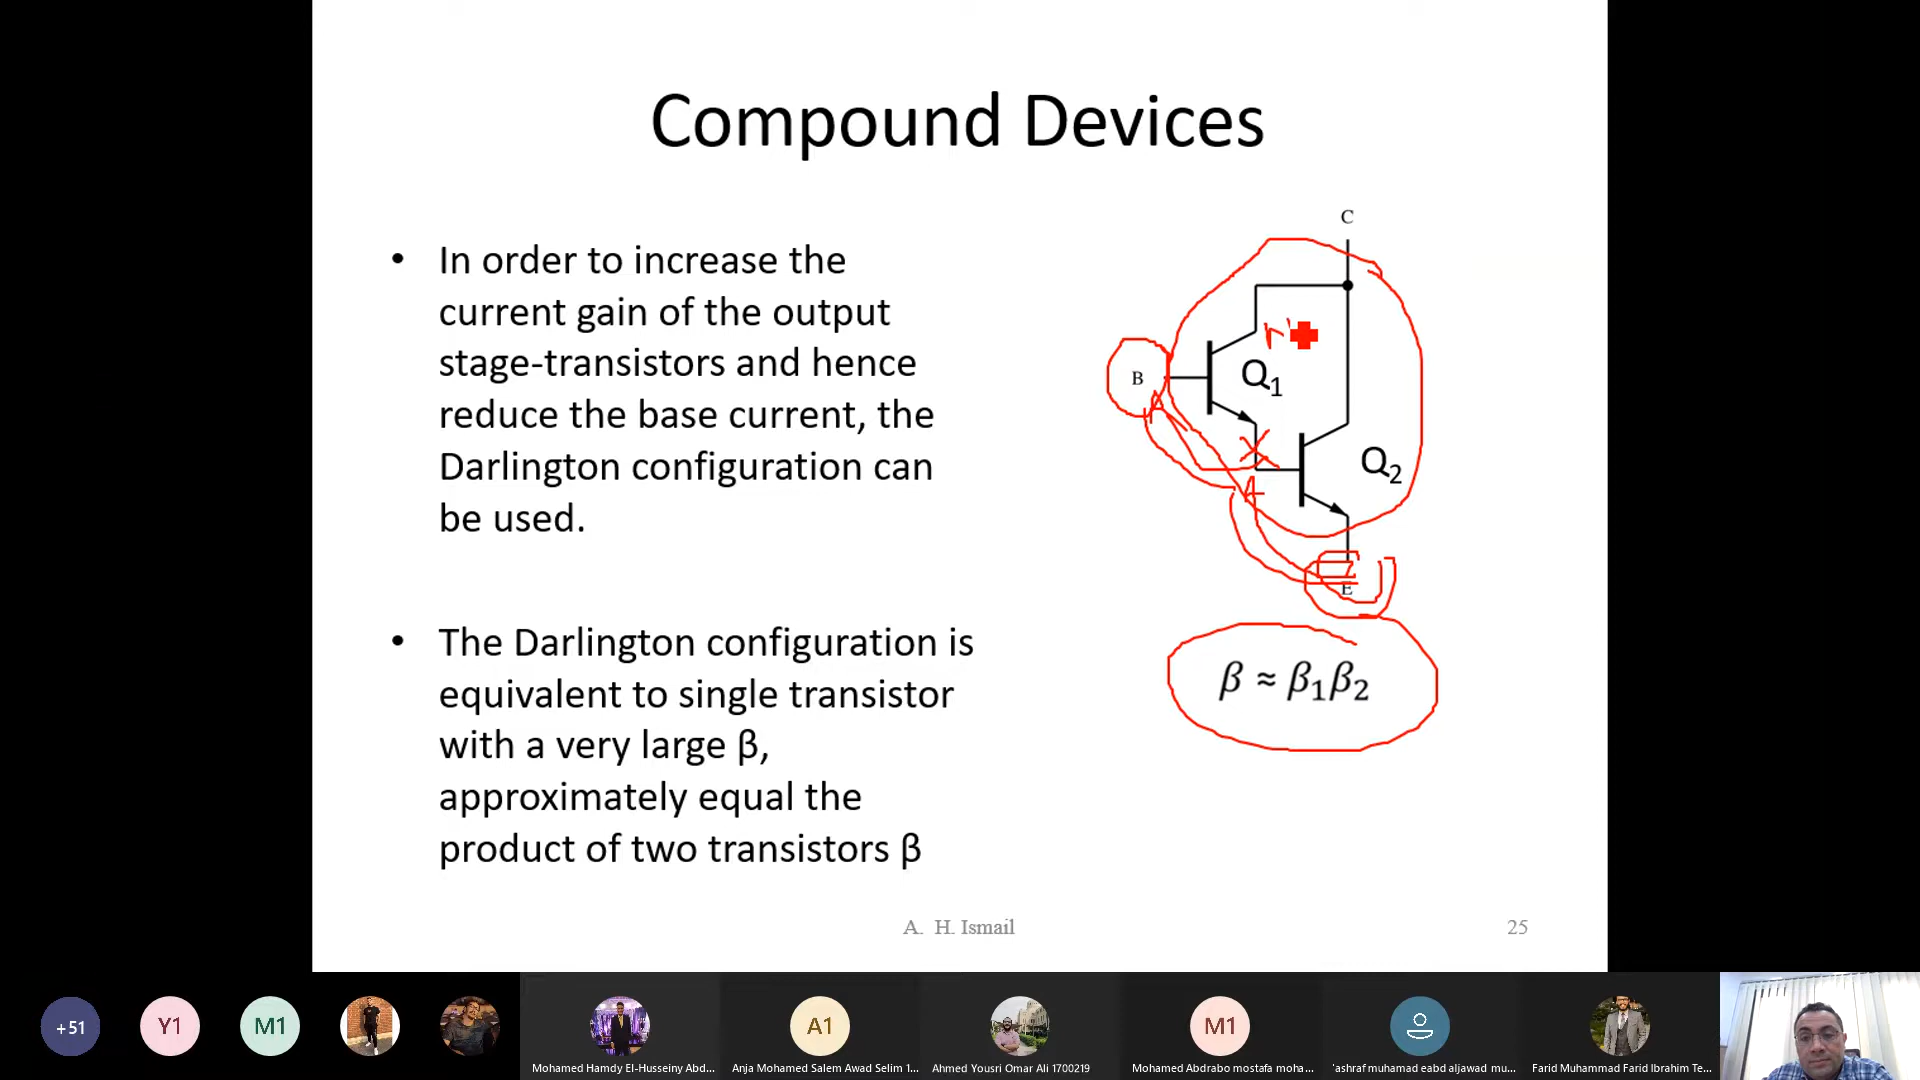 Compound Devices
• In order to increase the
current gain of the output
stage-transistors and hence
reduce the base current, the
Darlington configuration can
be used.
• The Darlington configuration is
equivalent to single transistor
with a very large β,
approximately equal the
product of two transistors β
C
B
Q1
Q2
E
β ≈ β1β2
A. H. Ismail
25
+51
Y1
M1
A1
M1
Mohamed Hamdy El-Husseiny Abd...
Anja Mohamed Salem Awad Selim 1...
Ahmed Yousri Omar Ali 1700219
Mohamed Abdrabo mostafa moha...
'ashraf muhamad eabd aljawad mu...
Farid Muhammad Farid Ibrahim Te...